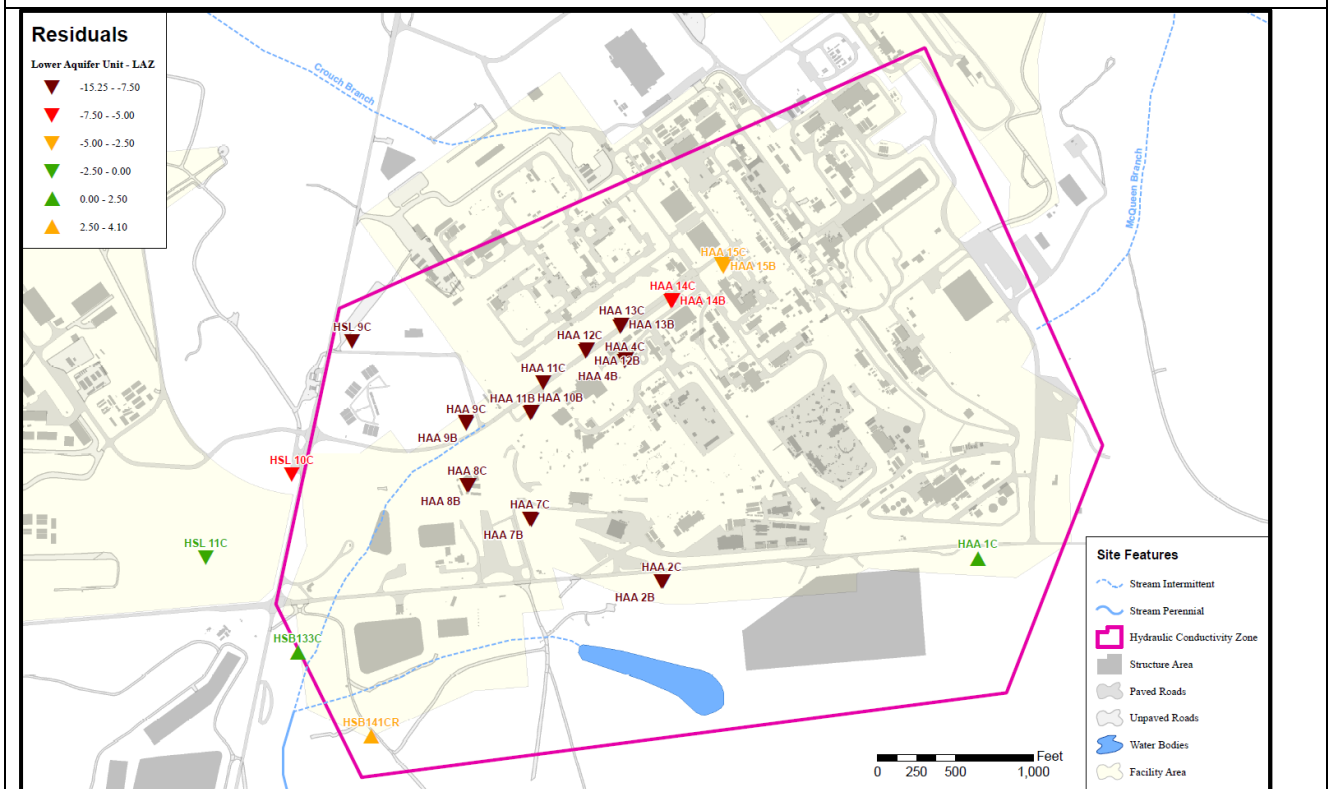 Residuals
Lower Aquifer Unit - LAZ
-15.25 - -7.50
-7.50 - -5.00
-5.00 - -2.50
-2.50 - 0.00
0.00 - 2.50
2.50 - 4.10
Crouch Branch
McQueen Branch
HAA 15C
HAA 15B
HAA 14C
HAA 14B
HAA 13C
HAA 13B
HSL 9C
HAA 12C
HAA 4C
HAA 12B
HAA 11C
HAA 4B
HAA 11B
HAA 10B
HAA 9C
HAA 9B
HSL 10C
HAA 8C
HAA 8B
HAA 7C
HAA 7B
HSL 11C
HAA 1C
HAA 2C
HAA 2B
HSB133C
HSB141CR
Site Features
Stream Intermittent
Stream Perennial
Hydraulic Conductivity Zone
Structure Area
Paved Roads
Unpaved Roads
Water Bodies
Facility Area
Feet
0 250 500 1,000